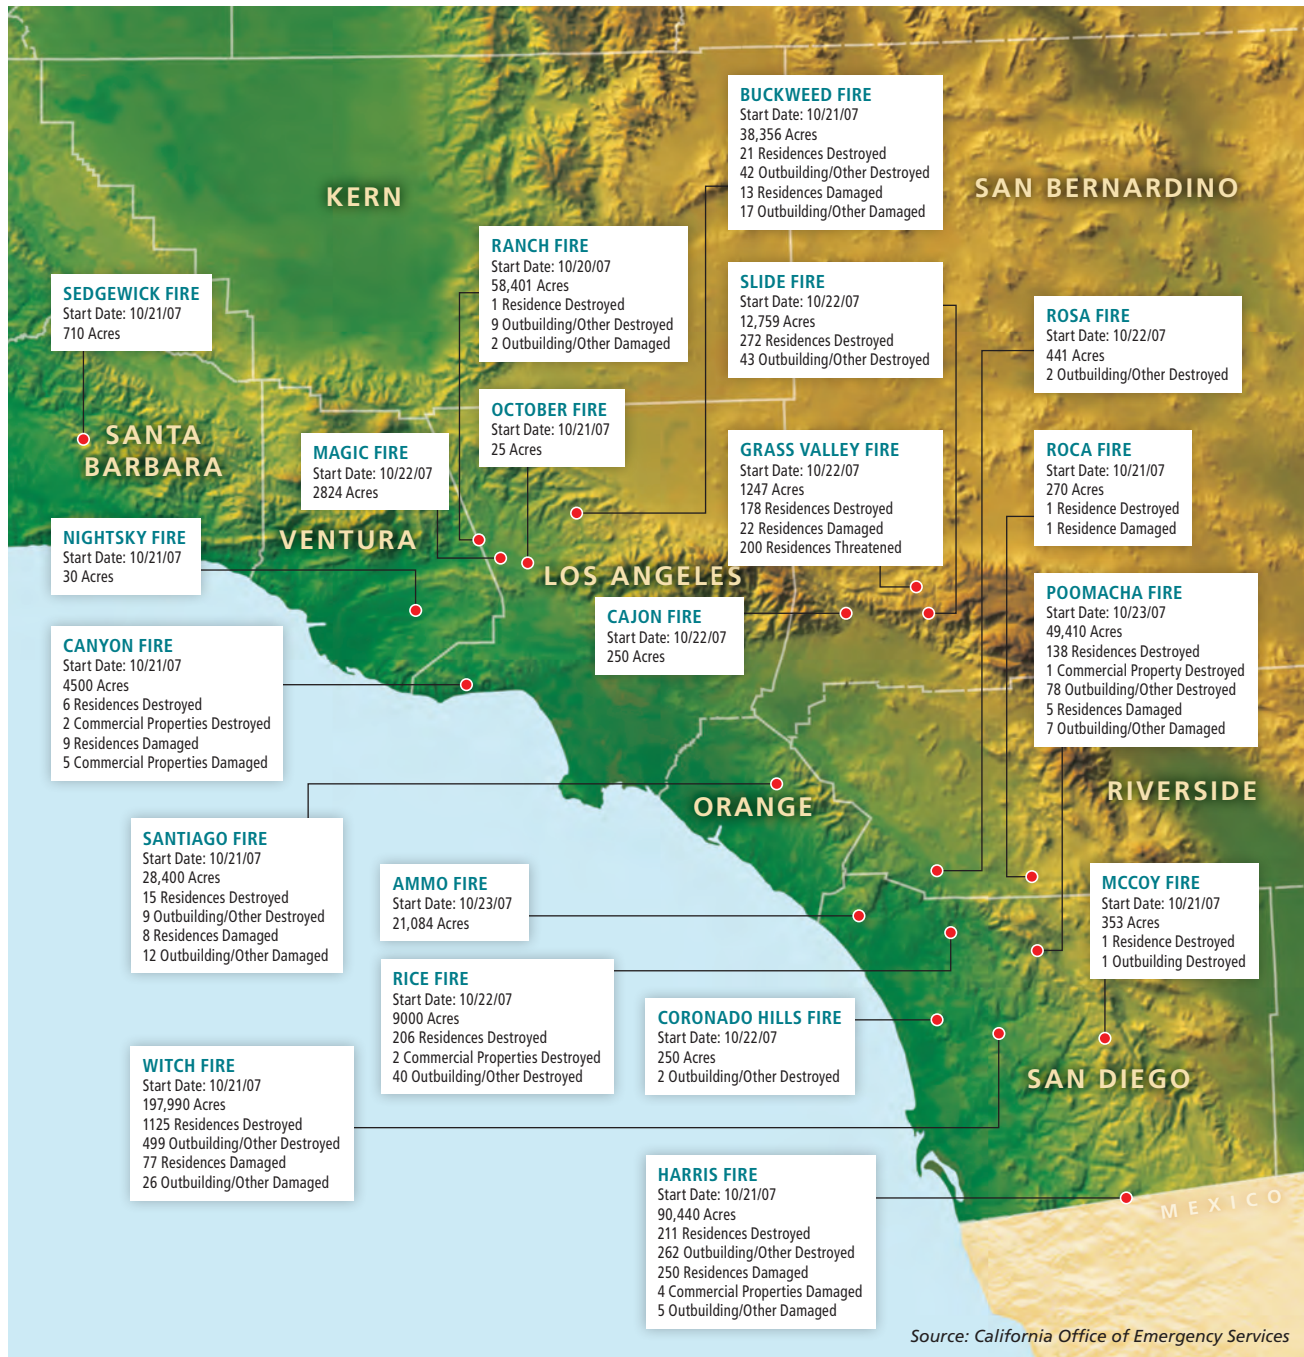 BUCKWEED FIRE
Start Date: 10/21/07
38,356 Acres
21 Residences Destroyed
42 Outbuilding/Other Destroyed
13 Residences Damaged
17 Outbuilding/Other Damaged
KERN
SAN BERNARDINO
RANCH FIRE
Start Date: 10/20/07
58,401 Acres
1 Residence Destroyed
9 Outbuilding/Other Destroyed
2 Outbuilding/Other Damaged
SEDGEWICK FIRE
Start Date: 10/21/07
710 Acres
SLIDE FIRE
Start Date: 10/22/07
12,759 Acres
272 Residences Destroyed
43 Outbuilding/Other Destroyed
ROSA FIRE
Start Date: 10/22/07
441 Acres
2 Outbuilding/Other Destroyed
OCTOBER FIRE
Start Date: 10/21/07
25 Acres
SANTA
BARBARA
MAGIC FIRE
Start Date: 10/22/07
2824 Acres
GRASS VALLEY FIRE
Start Date: 10/22/07
1247 Acres
178 Residences Destroyed
22 Residences Damaged
200 Residences Threatened
ROCA FIRE
Start Date: 10/21/07
270 Acres
1 Residence Destroyed
1 Residence Damaged
NIGHTSKY FIRE
Start Date: 10/21/07
30 Acres
VENTURA
LOS ANGELES
CAJON FIRE
Start Date: 10/22/07
250 Acres
POOMACHA FIRE
Start Date: 10/23/07
49,410 Acres
138 Residences Destroyed
1 Commercial Property Destroyed
78 Outbuilding/Other Destroyed
5 Residences Damaged
7 Outbuilding/Other Damaged
CANYON FIRE
Start Date: 10/21/07
4500 Acres
6 Residences Destroyed
2 Commercial Properties Destroyed
9 Residences Damaged
5 Commercial Properties Damaged
ORANGE
RIVERSIDE
SANTIAGO FIRE
Start Date: 10/21/07
28,400 Acres
15 Residences Destroyed
9 Outbuilding/Other Destroyed
8 Residences Damaged
12 Outbuilding/Other Damaged
AMMO FIRE
Start Date: 10/23/07
21,084 Acres
MCCOY FIRE
Start Date: 10/21/07
353 Acres
1 Residence Destroyed
1 Outbuilding Destroyed
RICE FIRE
Start Date: 10/22/07
9000 Acres
206 Residences Destroyed
2 Commercial Properties Destroyed
40 Outbuilding/Other Destroyed
CORONADO HILLS FIRE
Start Date: 10/22/07
250 Acres
2 Outbuilding/Other Destroyed
SAN DIEGO
WITCH FIRE
Start Date: 10/21/07
197,990 Acres
1125 Residences Destroyed
499 Outbuilding/Other Destroyed
77 Residences Damaged
26 Outbuilding/Other Damaged
HARRIS FIRE
Start Date: 10/21/07
90,440 Acres
211 Residences Destroyed
262 Outbuilding/Other Destroyed
250 Residences Damaged
4 Commercial Properties Damaged
5 Outbuilding/Other Damaged
MEXICO
Source: California Office of Emergency Services